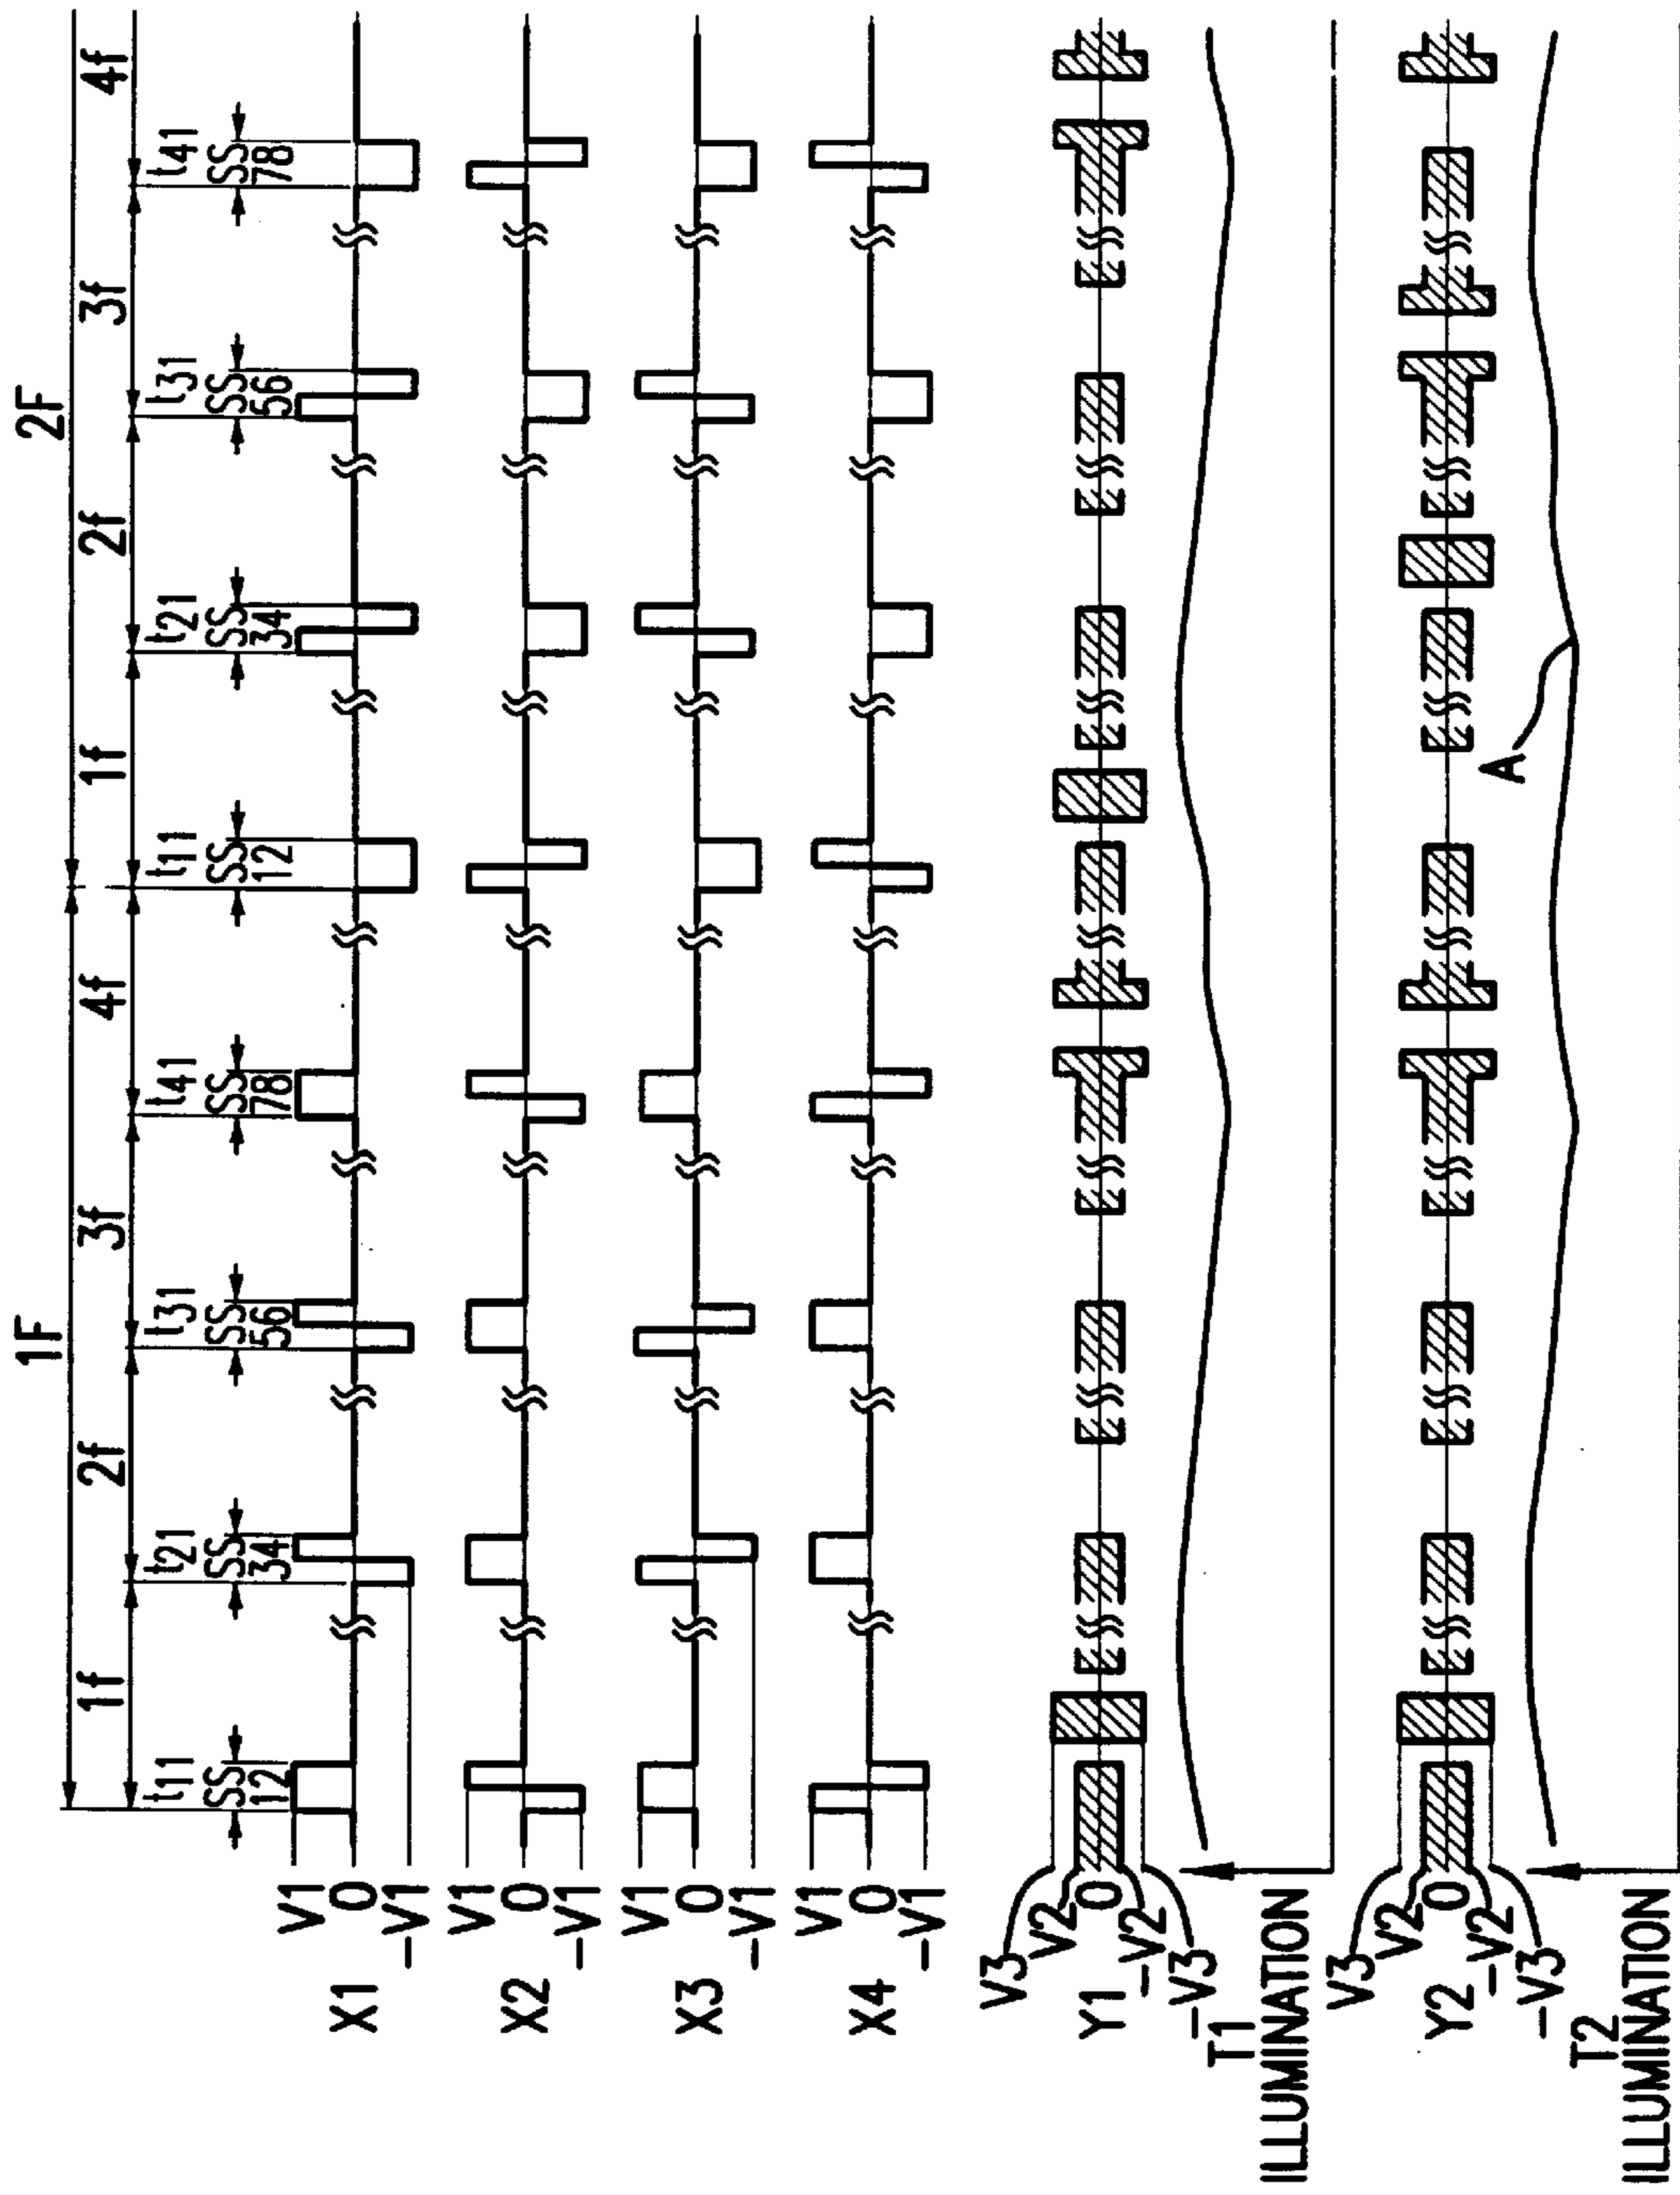 1F 2F
1f 2f 3f 4f 1f 2f 3f 4f
t11 t21 t31 t41 t11 t21 t31 t41
SS SS SS SS SS SS SS SS
12 34 56 78 12 34 56 78
V1
X1 0
-V1
V1
X2 0
-V1
V1
X3 0
-V1
V1
X4 0
-V1
V3
V2
Y1 0
-V2
-V3
T1
ILLUMINATION
V3
V2
Y2 0
-V2
-V3
A
T2
ILLUMINATION